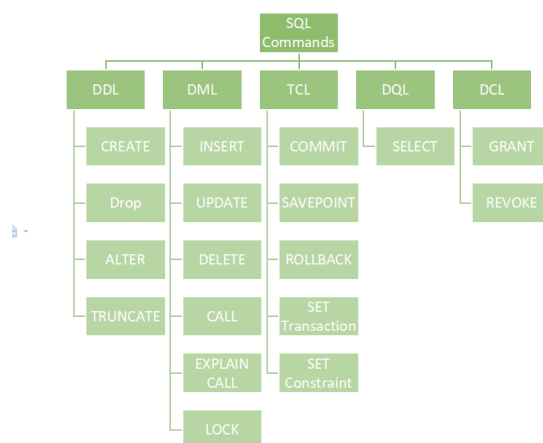 SQL
Commands
DDL
DML
TCL
DQL
DCL
CREATE
INSERT
COMMIT
SELECT
GRANT
Drop
UPDATE
SAVEPOINT
REVOKE
ALTER
DELETE
ROLLBACK
TRUNCATE
CALL
SET
Transaction
EXPLAIN
CALL
SET
Constraint
LOCK